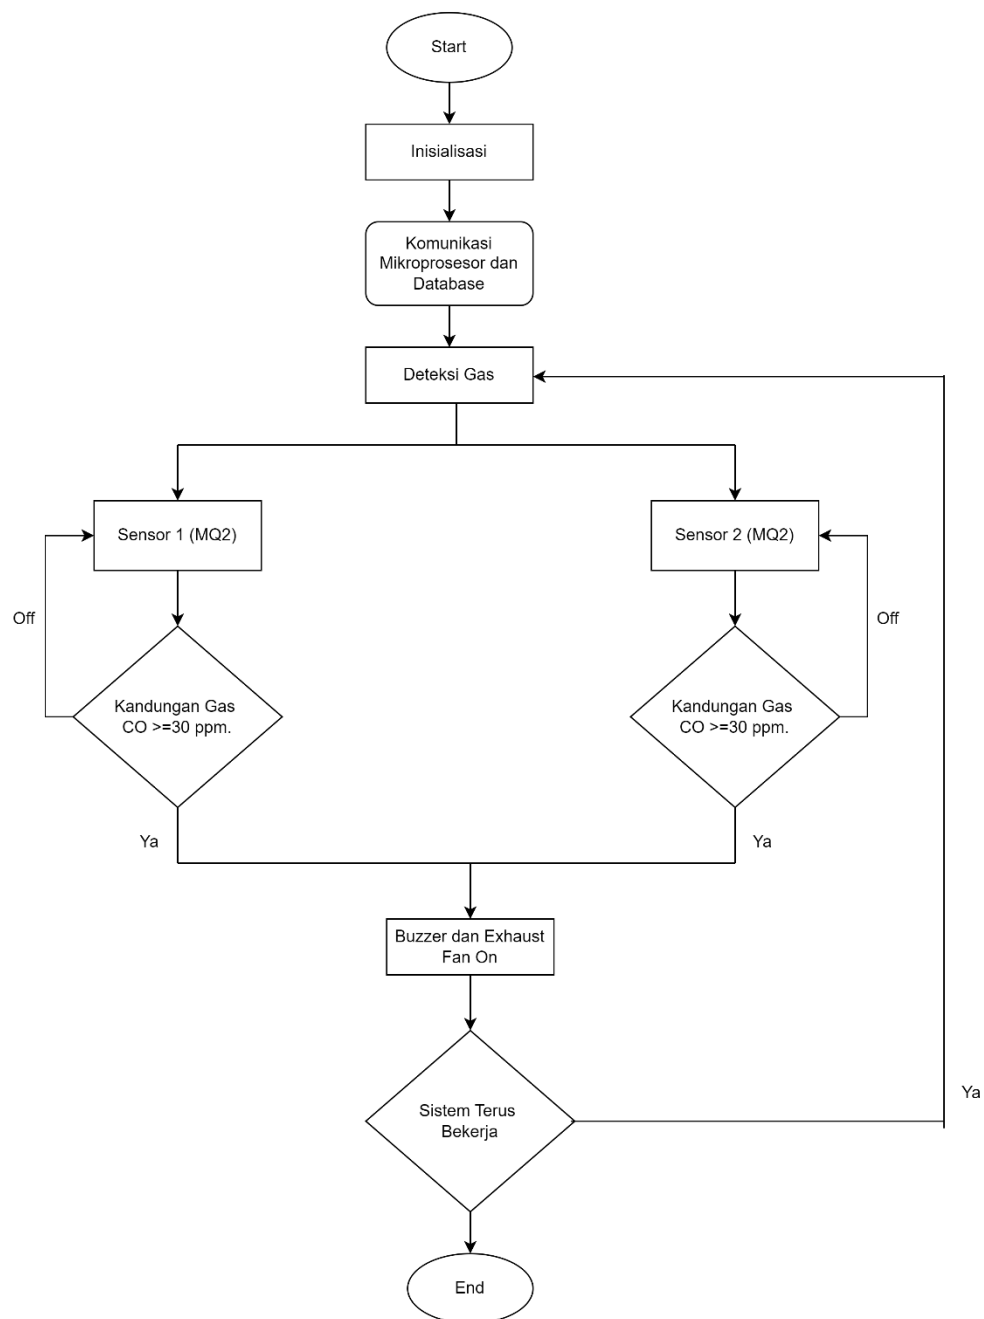 Start
Inisialisasi
Komunikasi
Mikroprosesor dan
Database
Deteksi Gas
Sensor 1 (MQ2)
Sensor 2 (MQ2)
Off
Off
Kandungan Gas
CO >=30 ppm.
Kandungan Gas
CO >=30 ppm.
Ya
Ya
Buzzer dan Exhaust
Fan On
Sistem Terus
Bekerja
Ya
End